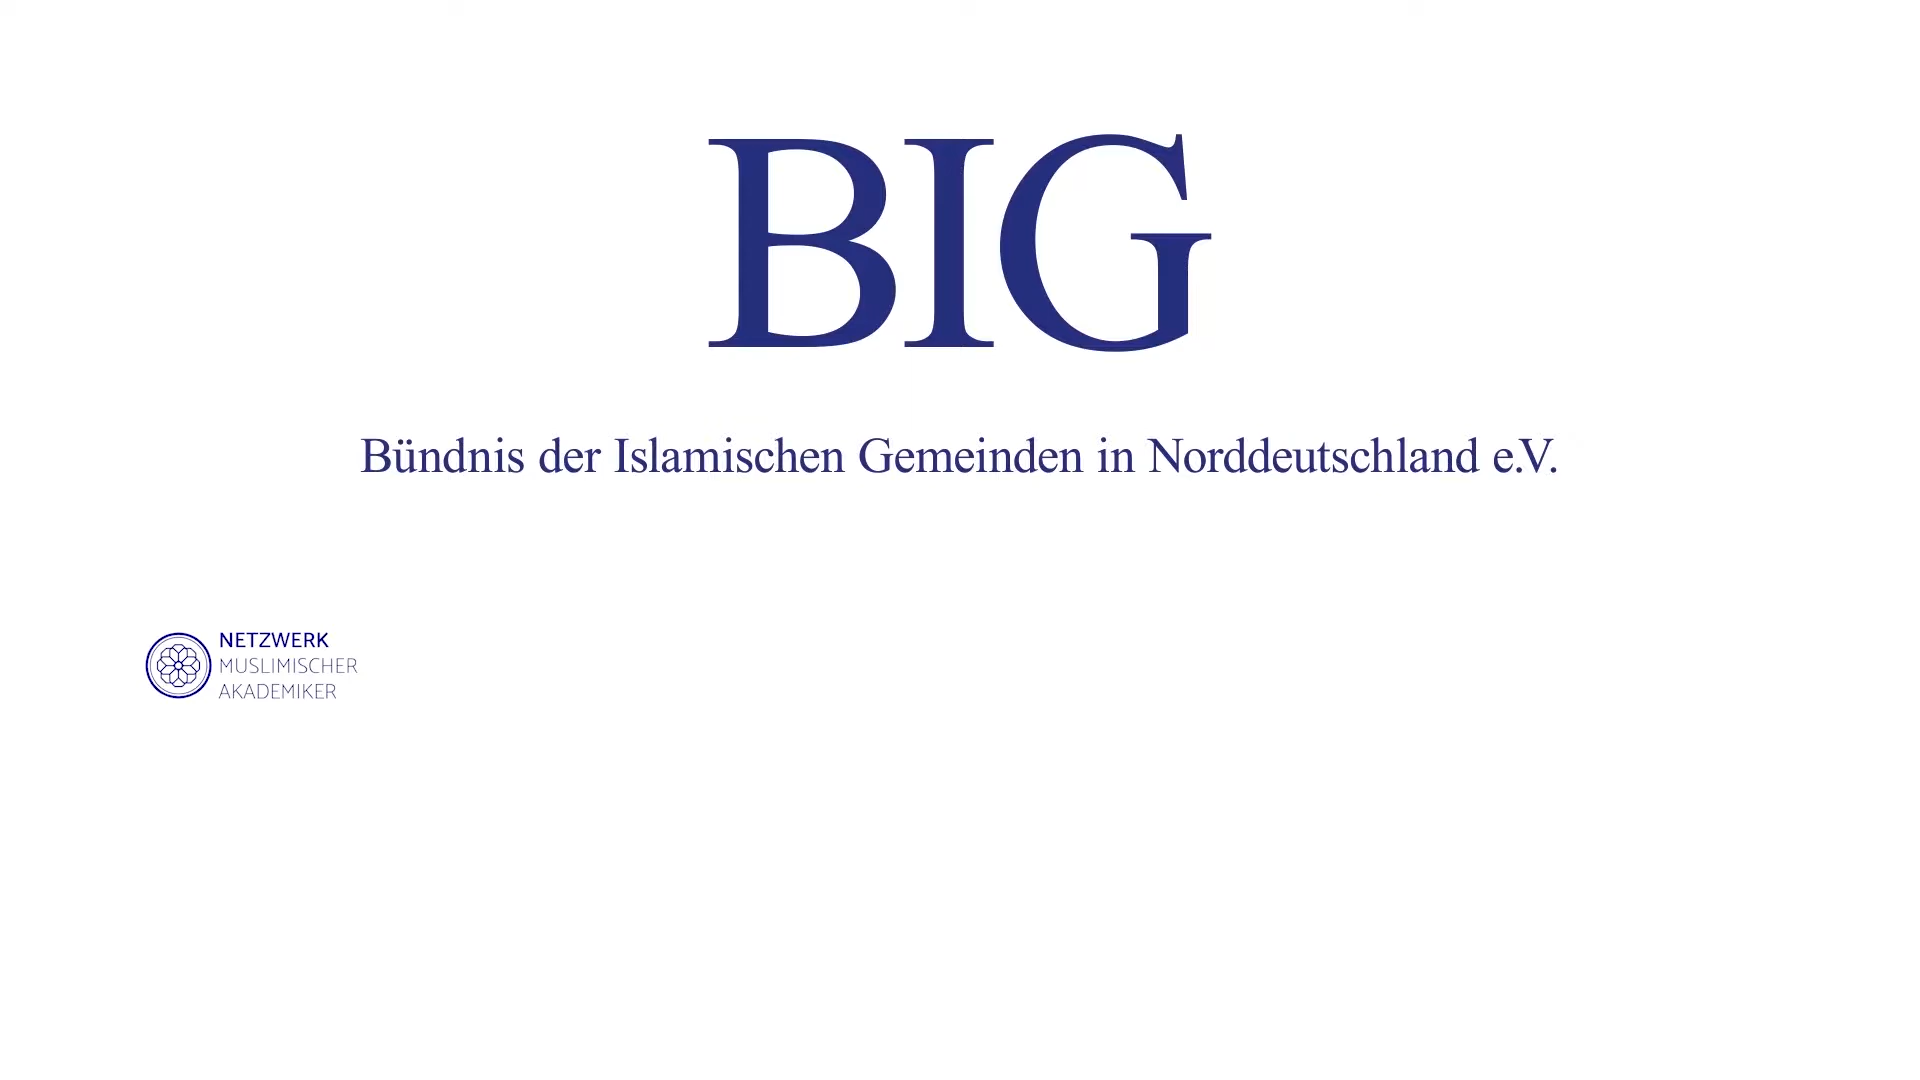 BIG
Bündnis der Islamischen Gemeinden in Norddeutschland e.V.
NETZWERK
MUSLIMISCHER
AKADEMIKER